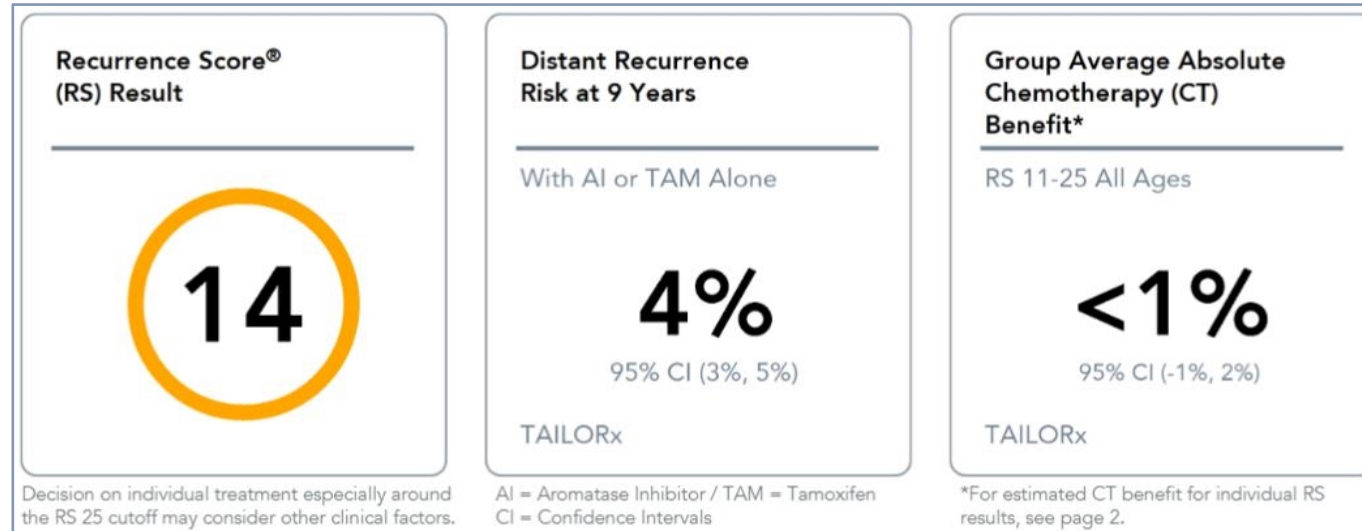 Recurrence Score®
(RS) Result
14
Decision on individual treatment especially around
the RS 25 cutoff may consider other clinical factors.
Distant Recurrence
Risk at 9 Years
With AI or TAM Alone
4%
95% CI (3%, 5%)
TAILORx
AI = Aromatase Inhibitor / TAM = Tamoxifen
CI = Confidence Intervals
Group Average Absolute
Chemotherapy (CT)
Benefit*
RS 11-25 All Ages
<1%
95% CI (-1%, 2%)
TAILORx
*For estimated CT benefit for individual RS
results, see page 2.